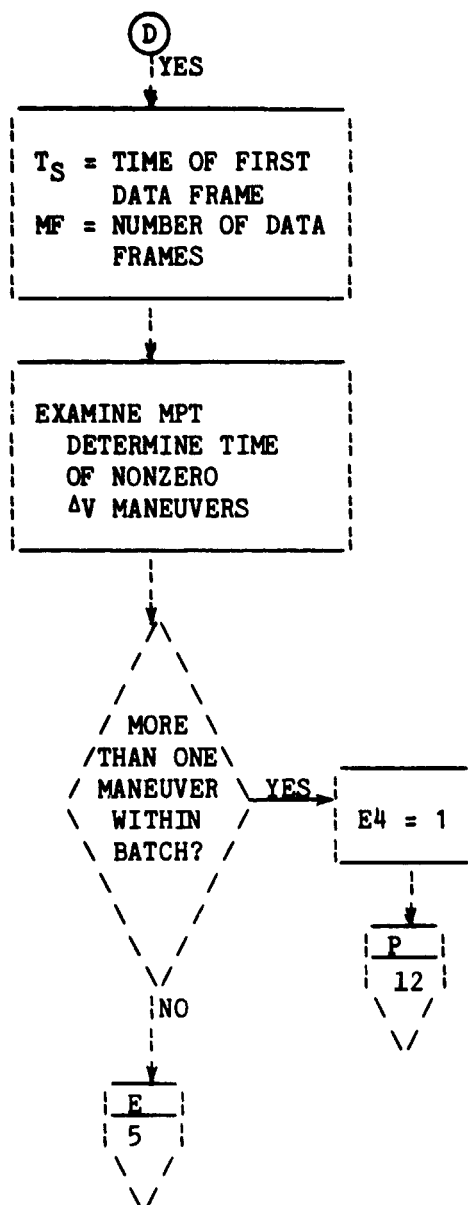 D
YES
TS = TIME OF FIRST
DATA FRAME
MF = NUMBER OF DATA
FRAMES
EXAMINE MPT
DETERMINE TIME
OF NONZERO
ΔV MANEUVERS
MORE
THAN ONE
MANEUVER
WITHIN
BATCH?
YES
E4 = 1
P
12
NO
E
5